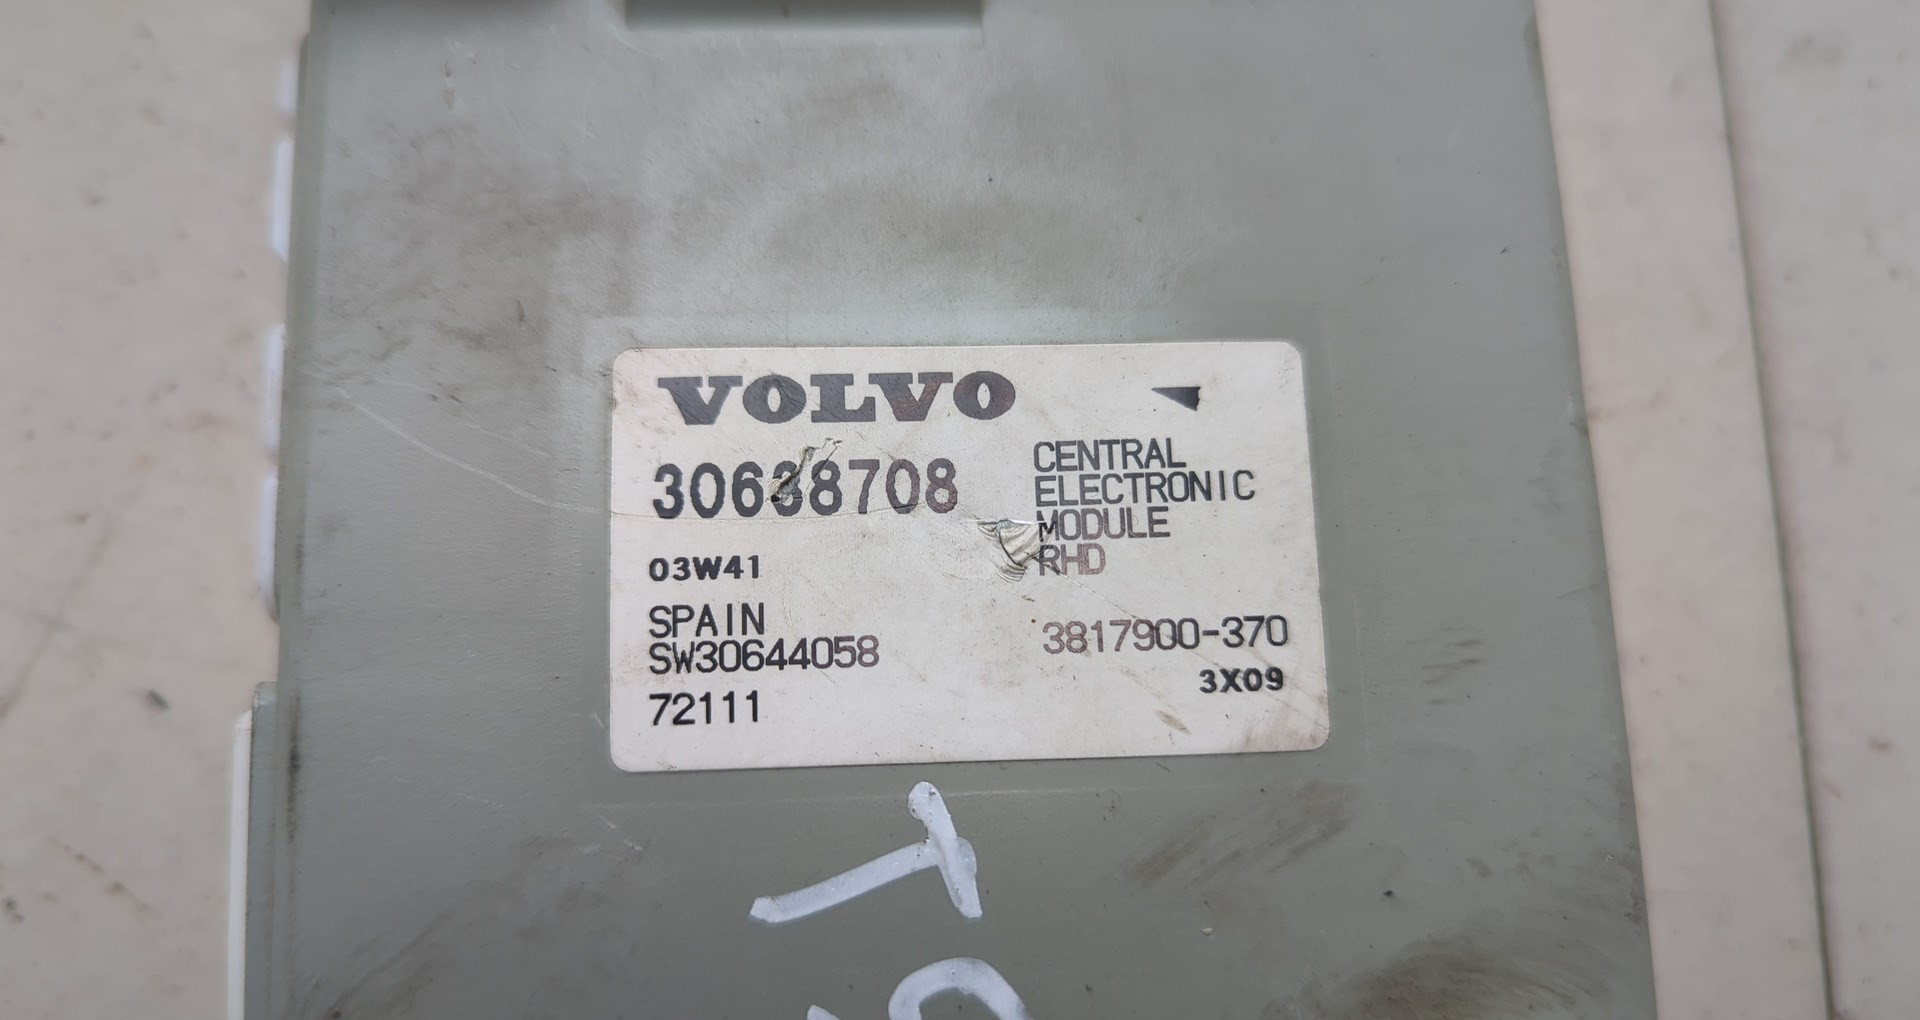 VOLVO
30638708
CENTRAL
ELECTRONIC
MODULE
RHD
03W41
SPAIN
SW30644058
72111
3817900-370
3X09